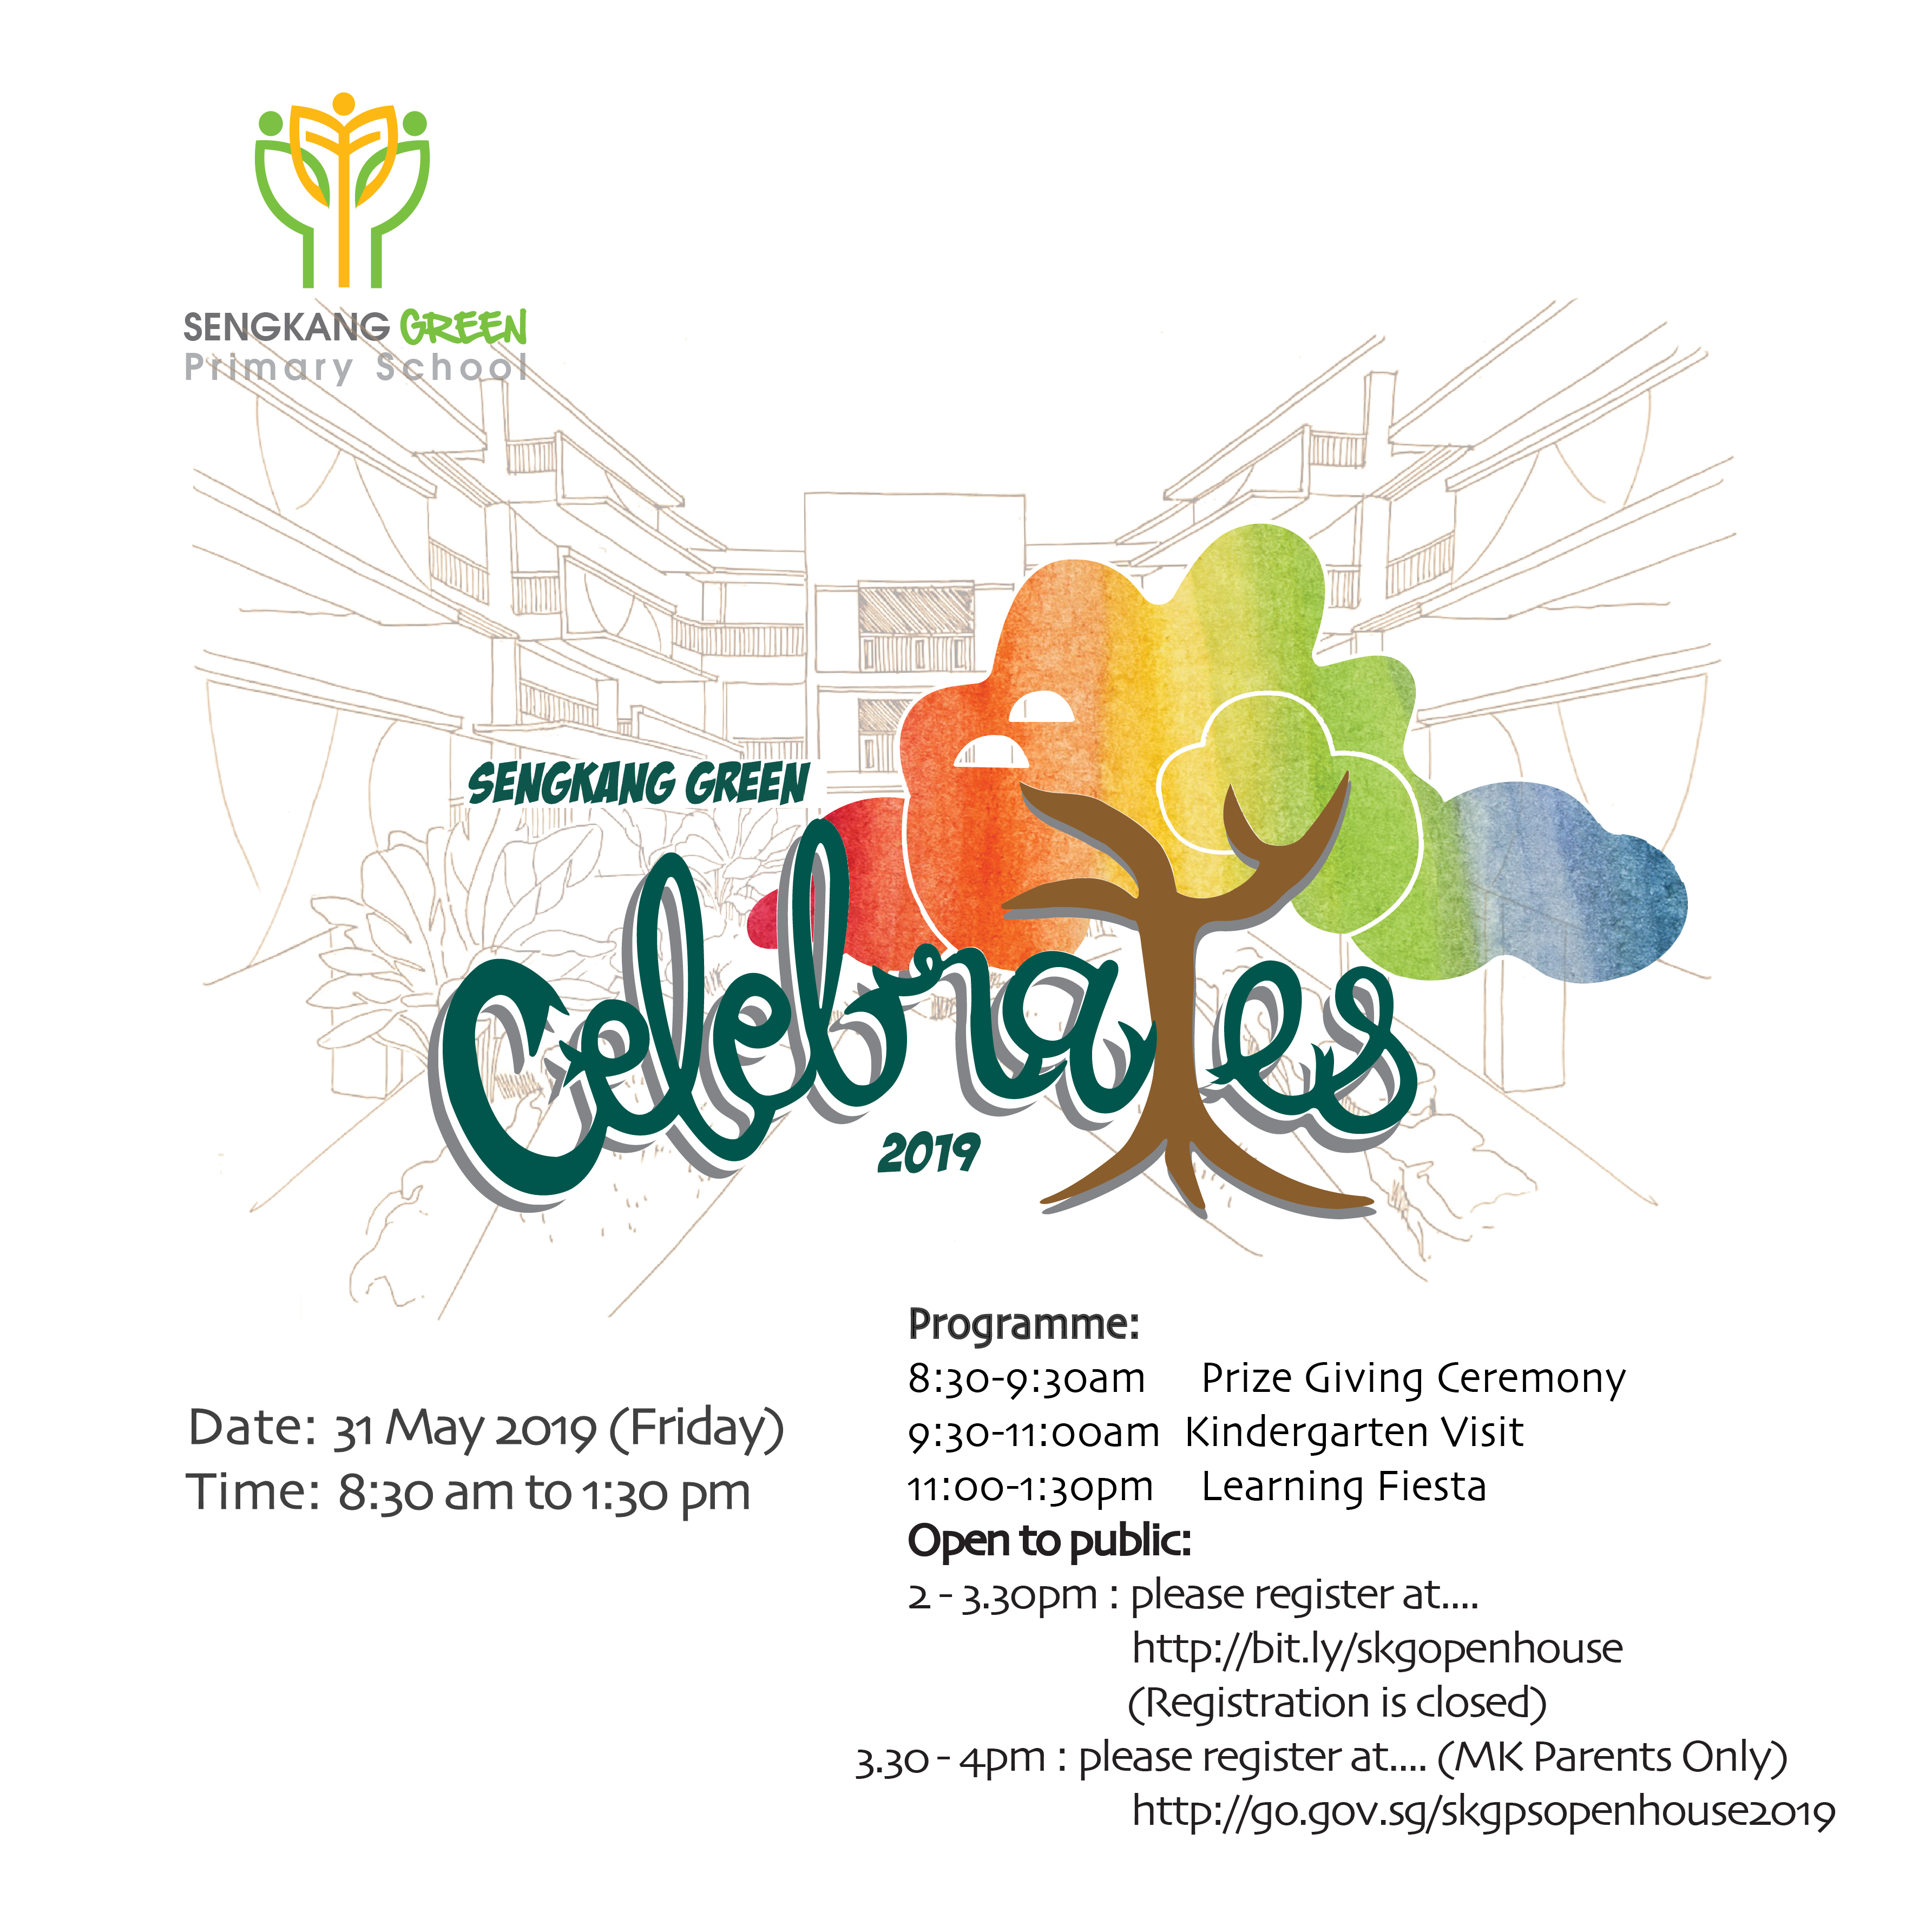 SENGKANG GREEN
Primary School
SENGKANG GREEN
Celebrates
2019
Date: 31 May 2019 (Friday)
Time: 8:30 am to 1:30 pm
Programme:
8:30-9:30am Prize Giving Ceremony
9:30-11:00am Kindergarten Visit
11:00-1:30pm Learning Fiesta
Open to public:
2 - 3.30pm : please register at....
http://bit.ly/skgopenhouse
(Registration is closed)
3.30 - 4pm : please register at.... (MK Parents Only)
http://go.gov.sg/skgpsopenhouse2019